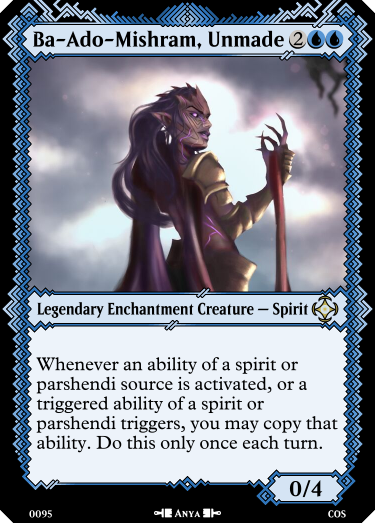 Ba-Ado-Mishram, Unmade 2
Legendary Enchantment Creature — Spirit
Whenever an ability of a spirit or
parshendi source is activated, or a
triggered ability of a spirit or
parshendi triggers, you may copy that
ability. Do this only once each turn.
0/4
0095 Anya COS